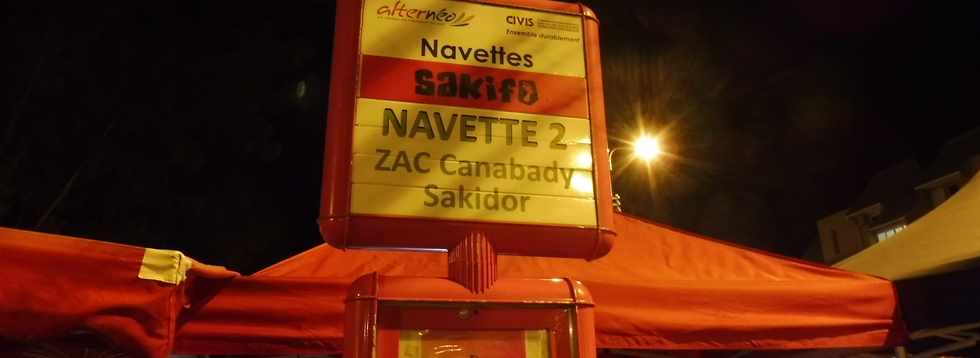 alternéo
CIVIS
Ensemble durablement
Navettes
sakifo
NAVETTE 2
ZAC Canabady
Sakidor